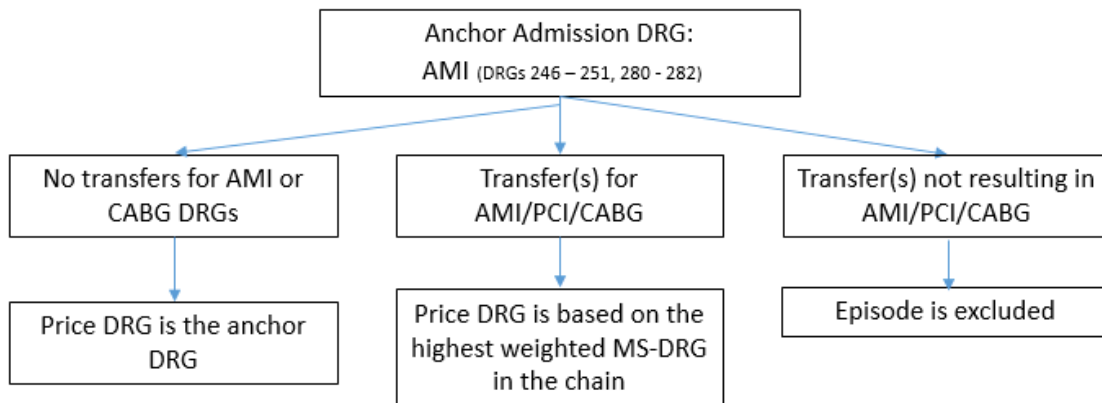 Anchor Admission DRG:
AMI (DRGs 246 – 251, 280 - 282)
No transfers for AMI or
CABG DRGs
Transfer(s) for
AMI/PCI/CABG
Transfer(s) not resulting in
AMI/PCI/CABG
Price DRG is the anchor
DRG
Price DRG is based on the
highest weighted MS-DRG
in the chain
Episode is excluded